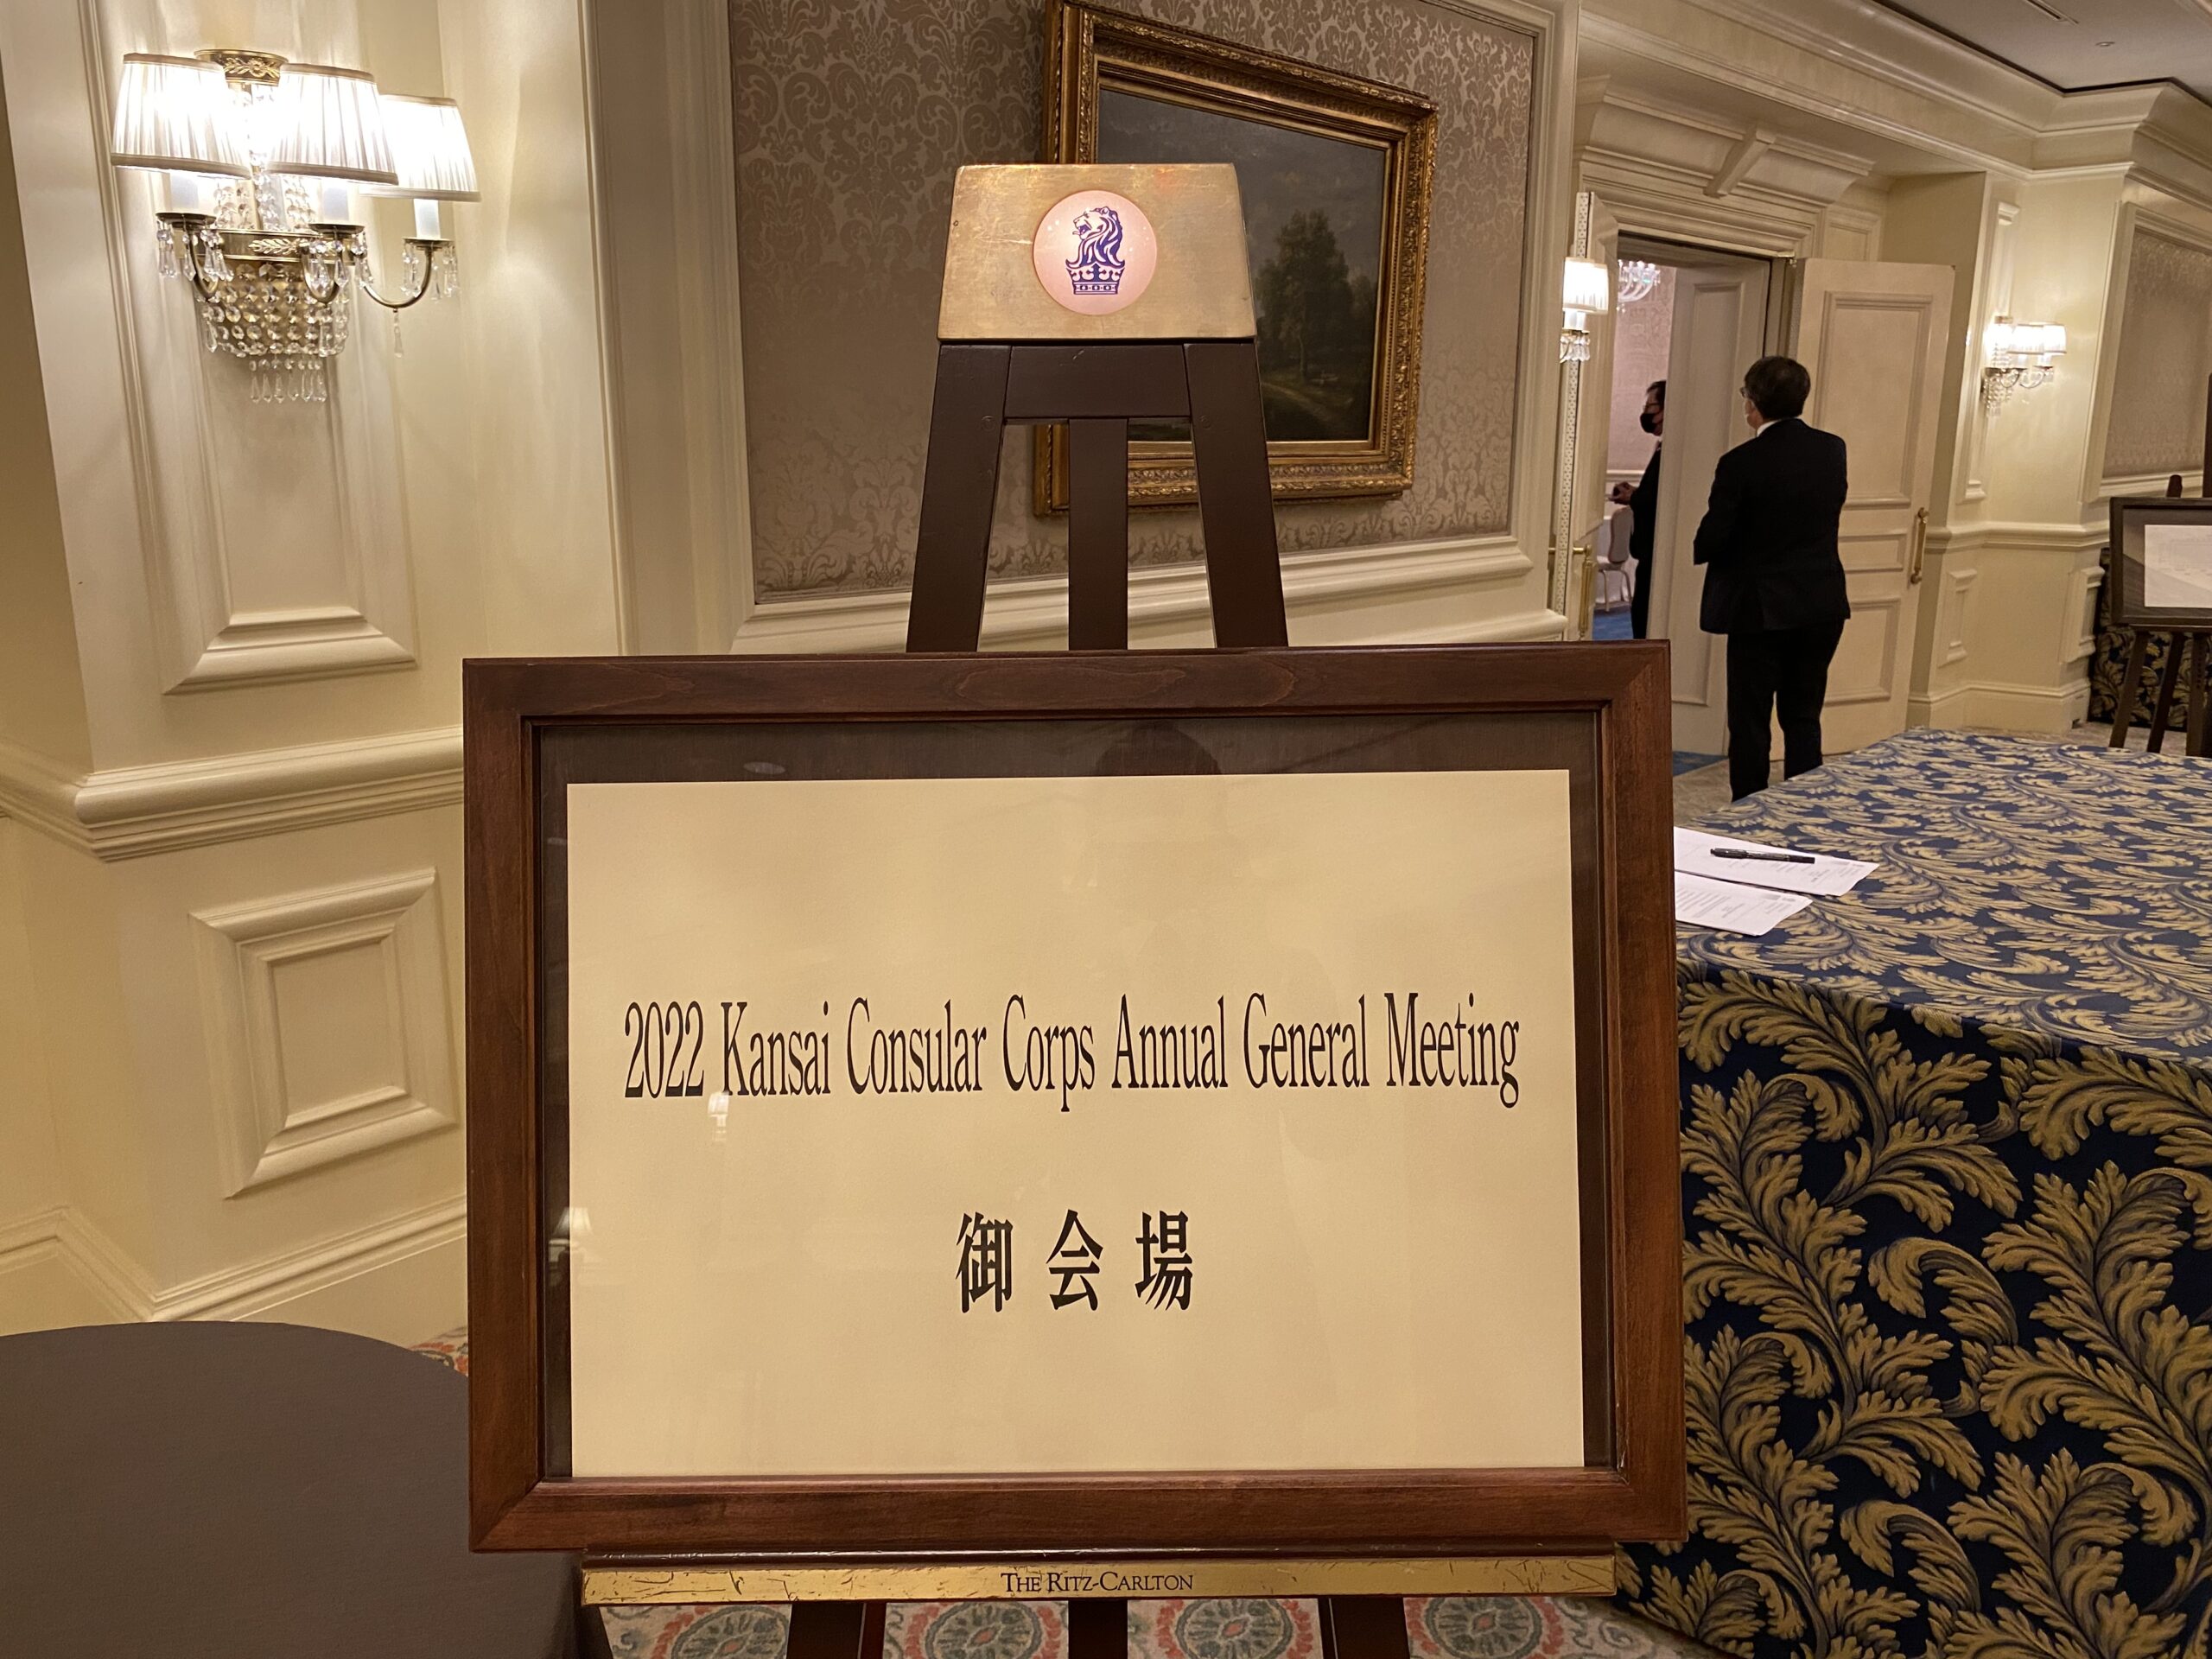 2022 Kansai Consular Corps Annual General Meeting
御会場
THE RITZ-CARLTON